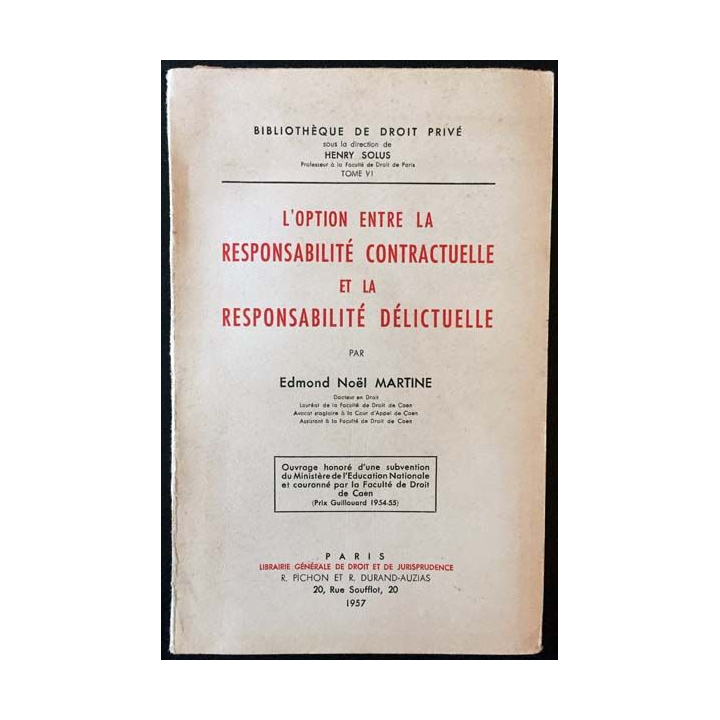 BIBLIOTHÈQUE DE DROIT PRIVÉ
sous la direction de
HENRY SOLUS
Professeur à la Faculté de Droit de Paris
TOME VI
L'OPTION ENTRE LA
RESPONSABILITÉ CONTRACTUELLE
ET LA
RESPONSABILITÉ DÉLICTUELLE
PAR
Edmond Noël MARTINE
Docteur en Droit
Lauréat de la Faculté de Droit de Caen
Avocat stagiaire à la Cour d'Appel de Caen
Assistant à la Faculté de Droit de Caen
Ouvrage honoré d'une subvention
du Ministère de l'Education Nationale
et couronné par la Faculté de Droit
de Caen
(Prix Guillouard 1954-55)
PARIS
LIBRAIRIE GÉNÉRALE DE DROIT ET DE JURISPRUDENCE
R. PICHON ET R. DURAND-AUZIAS
20, Rue Soufflot, 20
1957